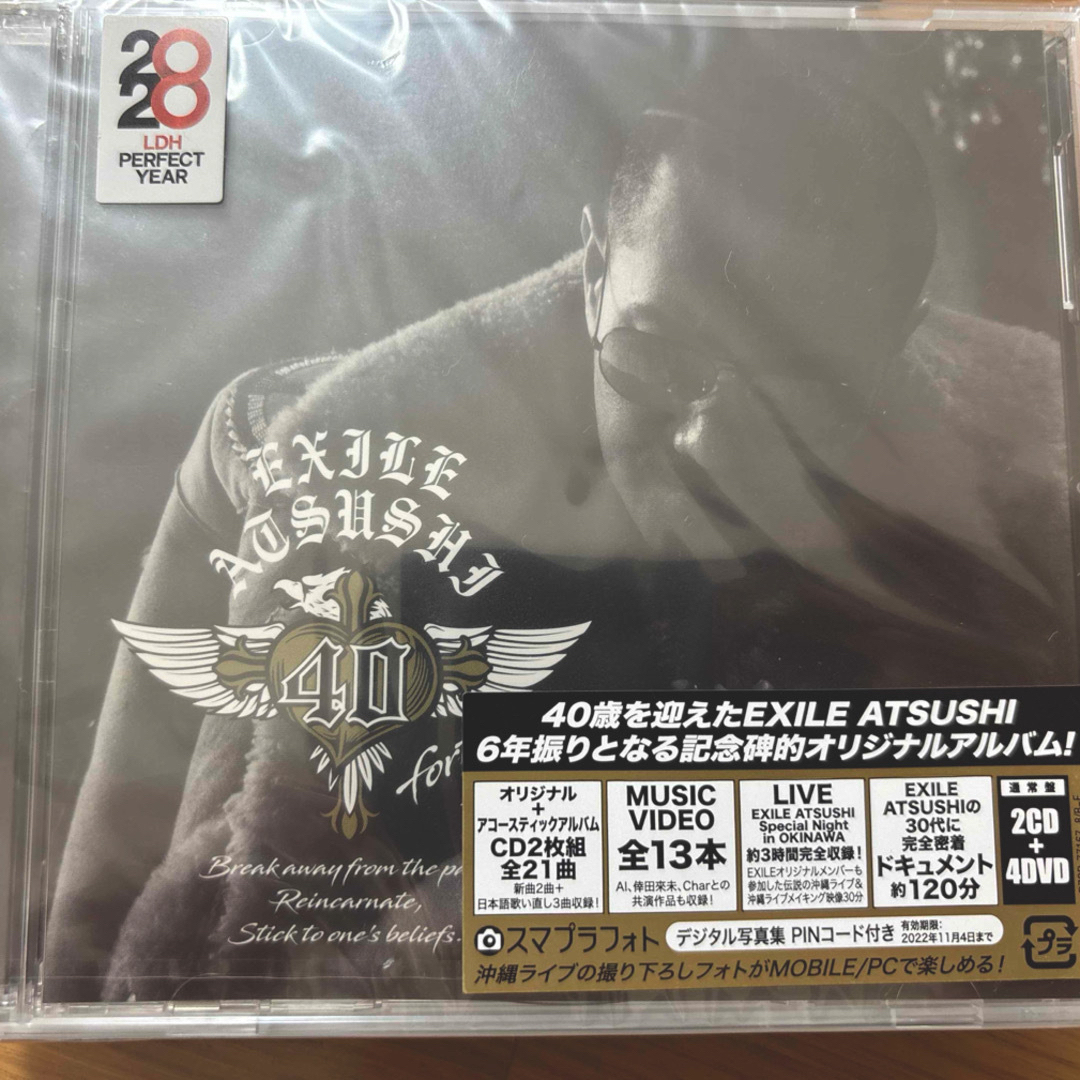 2020
LDH
PERFECT
YEAR
EXILE
ATSUSHI
40
Break away from the
Reincarnate,
Stick to one's beliefs.
40歳を迎えたEXILE ATSUSHI
6年振りとなる記念碑的オリジナルアルバム!
オリジナル
+
アコースティックアルバム
CD2枚組
全21曲
新曲2曲+
日本語歌い直し3曲収録!
MUSIC
VIDEO
全13本
AI、倖田來未、Charとの
共演作品も収録!
LIVE
EXILE ATSUSHI
Special Night
in OKINAWA
約3時間完全収録!
EXILEオリジナルメンバーも
参加した伝説の沖縄ライブ&
沖縄ライブメイキング映像30分
EXILE
ATSUSHIの
30代に
完全密着
ドキュメント
約120分
通常盤
2CD
+
4DVD
スマプラフォト
デジタル写真集 PINコード付き
有効期限:
2022年11月4日まで
プラ
沖縄ライブの撮り下ろしフォトがMOBILE/PCで楽しめる!